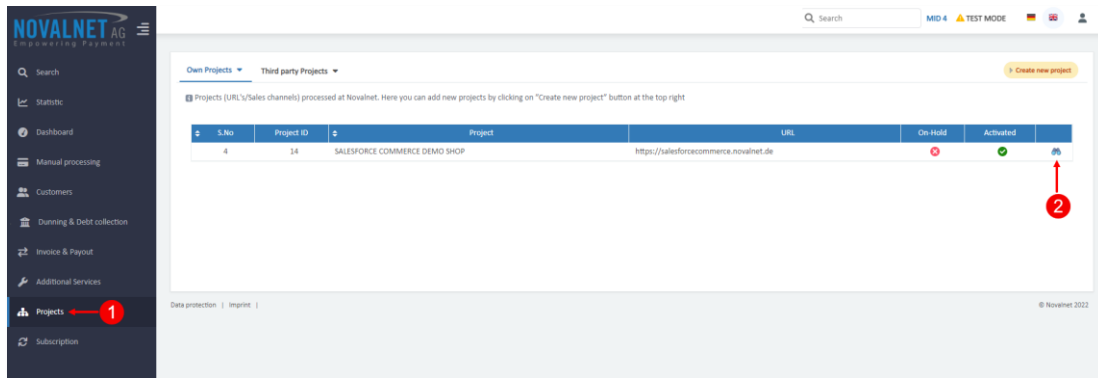 NOVALNET AG
Empowering Payment
Search
MID 4 TEST MODE
Search
Statistic
Dashboard
Manual processing
Customers
Dunning & Debt collection
Invoice & Payout
Additional Services
Projects
1
Subscription
Own Projects Third party Projects
> Create new project
Projects (URL's/Sales channels) processed at Novalnet. Here you can add new projects by clicking on "Create new project" button at the top right
S.No Project ID Project URL On-Hold Activated
4 14 SALESFORCE COMMERCE DEMO SHOP https://salesforcecommerce.novalnet.de
2
Data protection | Imprint |
© Novalnet 2022